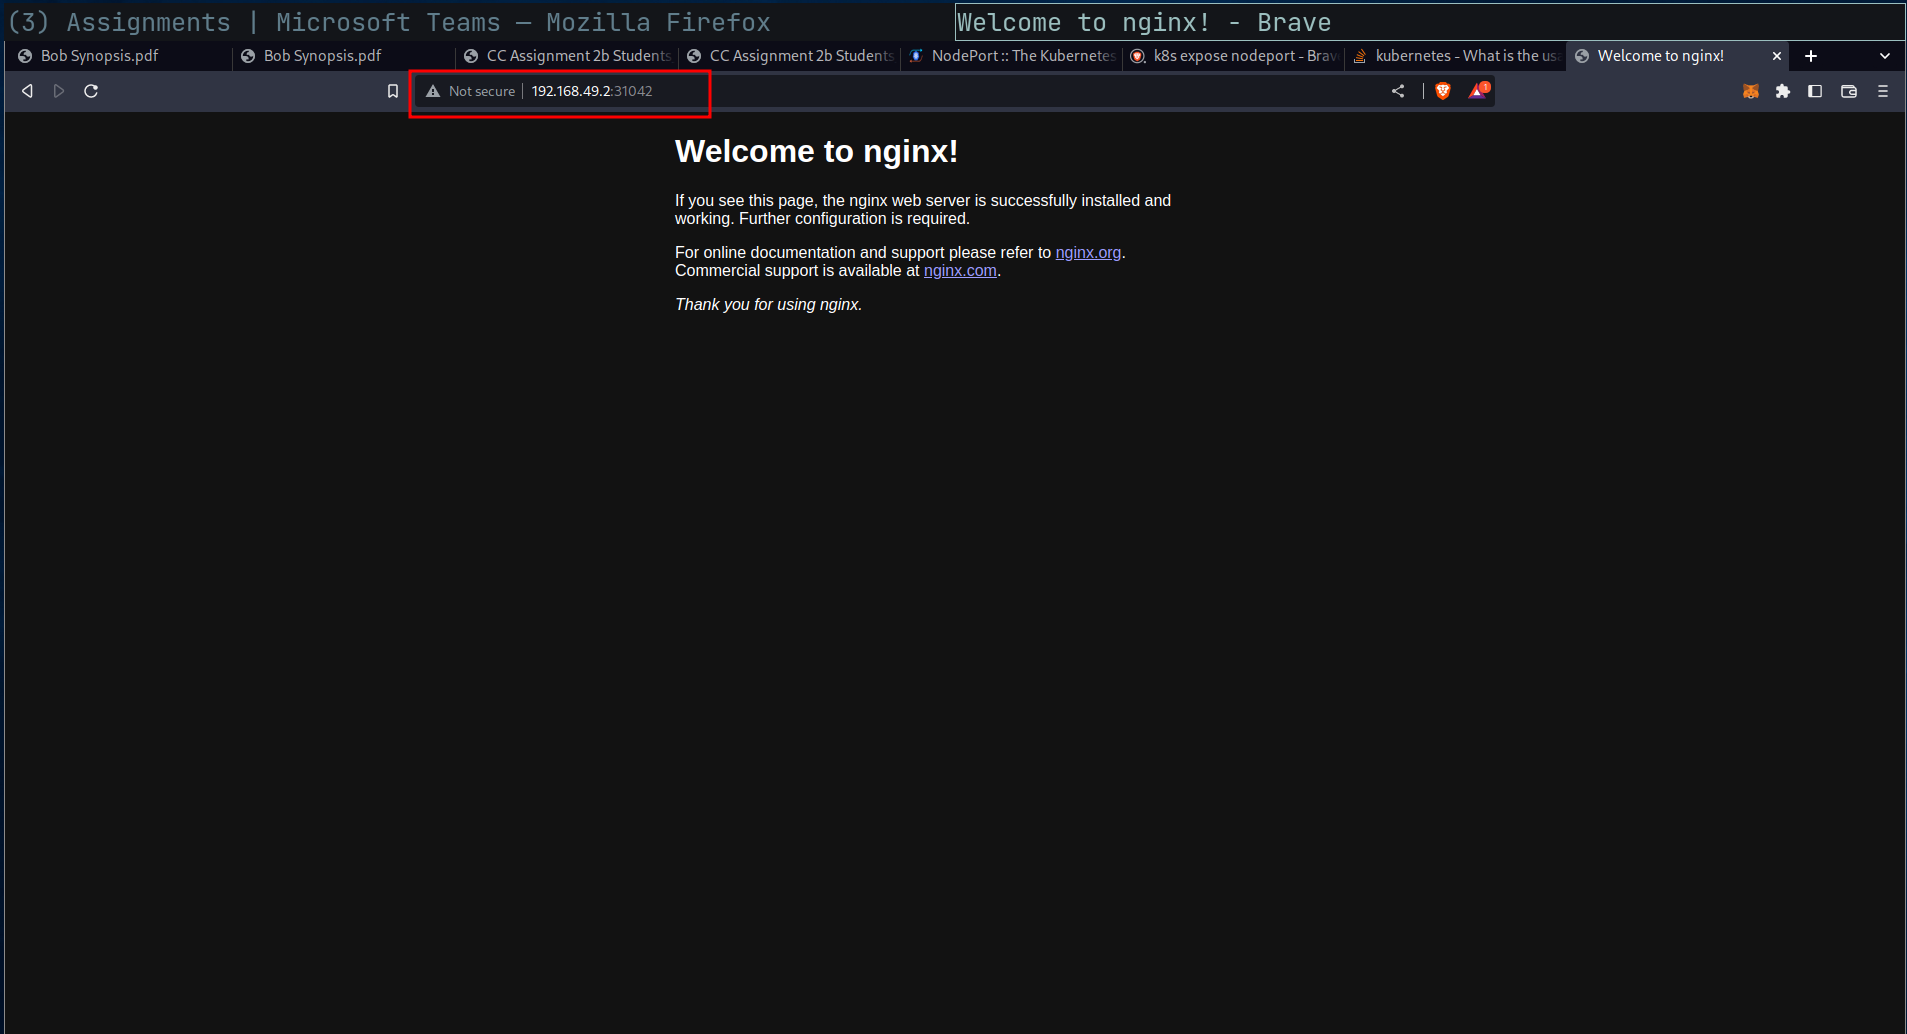 (3) Assignments | Microsoft Teams — Mozilla Firefox
Welcome to nginx! - Brave
Bob Synopsis.pdf
Bob Synopsis.pdf
CC Assignment 2b Students
CC Assignment 2b Students
NodePort :: The Kubernetes
k8s expose nodeport - Brav
kubernetes - What is the usa
Welcome to nginx!
Not secure
192.168.49.2:31042
1
Welcome to nginx!
If you see this page, the nginx web server is successfully installed and
working. Further configuration is required.
For online documentation and support please refer to nginx.org.
Commercial support is available at nginx.com.
Thank you for using nginx.